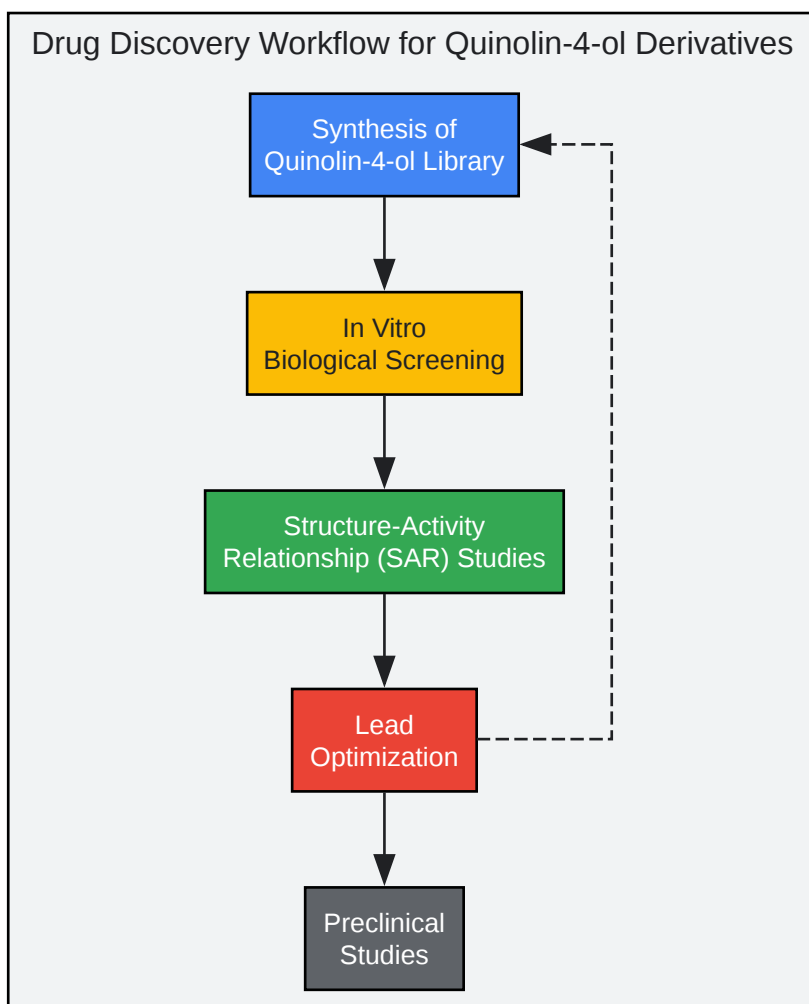 Drug Discovery Workflow for Quinolin-4-ol Derivatives
Synthesis of
Quinolin-4-ol Library
In Vitro
Biological Screening
Structure-Activity
Relationship (SAR) Studies
Lead
Optimization
Preclinical
Studies